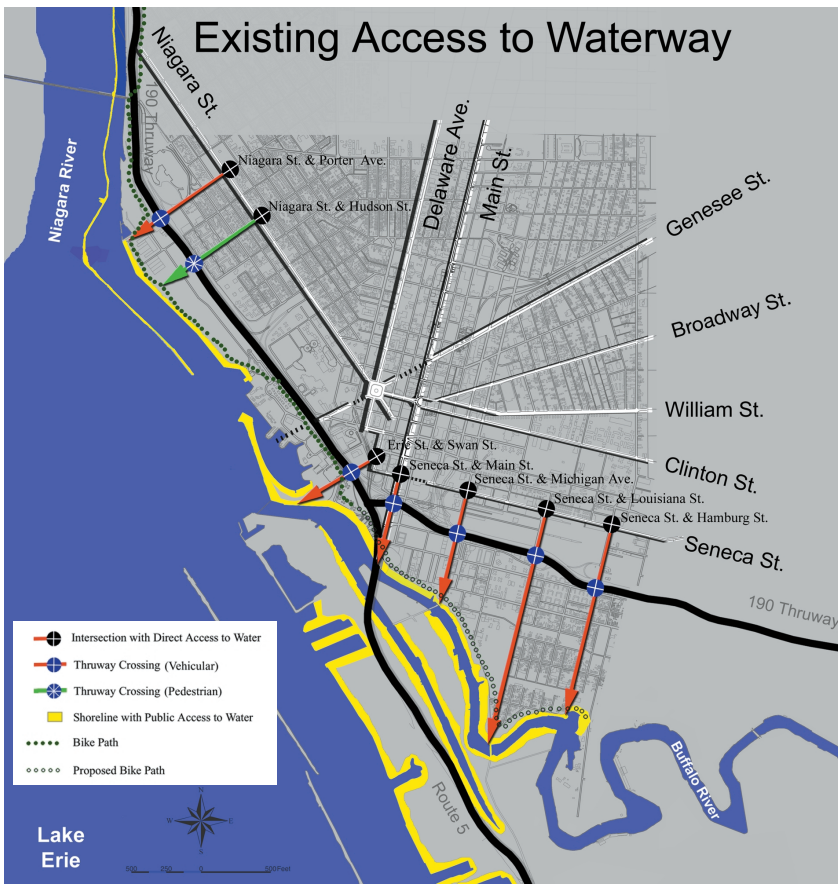 Existing Access to Waterway
Niagara St.
190 Thruway
Niagara River
Delaware Ave.
Main St.
Niagara St. & Porter Ave.
Niagara St. & Hudson St.
Genesee St.
Broadway St.
William St.
Clinton St.
Erie St. & Swan St.
Seneca St. & Main St.
Seneca St. & Michigan Ave.
Seneca St. & Louisiana St.
Seneca St. & Hamburg St.
Seneca St.
190 Thruway
Intersection with Direct Access to Water
Thruway Crossing (Vehicular)
Thruway Crossing (Pedestrian)
Shoreline with Public Access to Water
Bike Path
Proposed Bike Path
Buffalo River
Route 5
N
W
E
S
Lake
Erie
500 250 0 500Feet